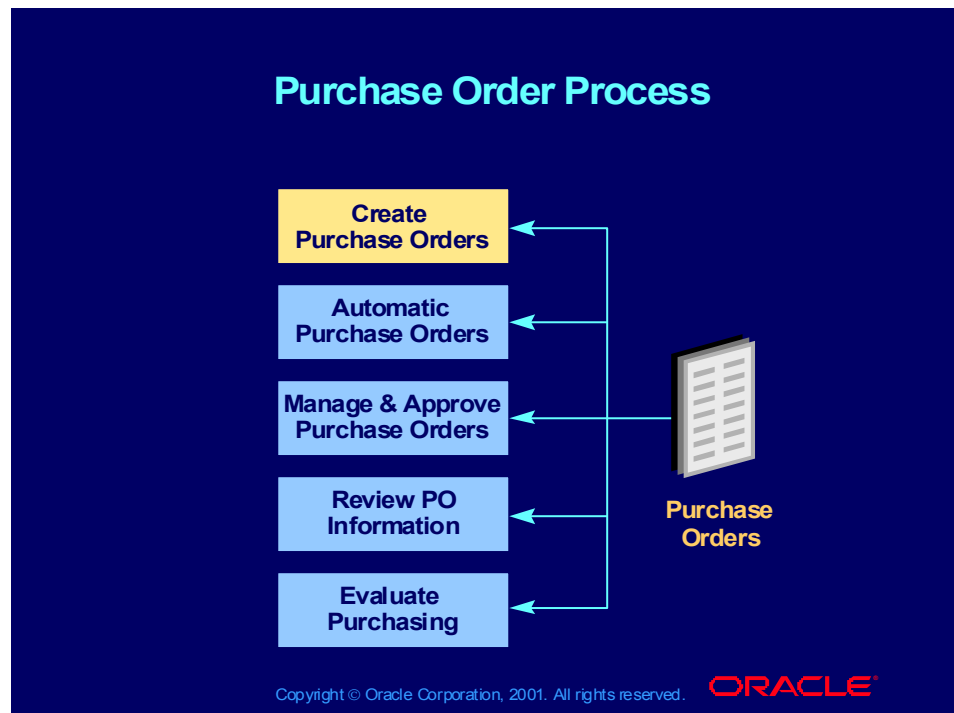 Purchase Order Process
Create
Purchase Orders
Automatic
Purchase Orders
Manage & Approve
Purchase Orders
Review PO
Information
Evaluate
Purchasing
Purchase
Orders
Copyright © Oracle Corporation, 2001. All rights reserved.
ORACLE®